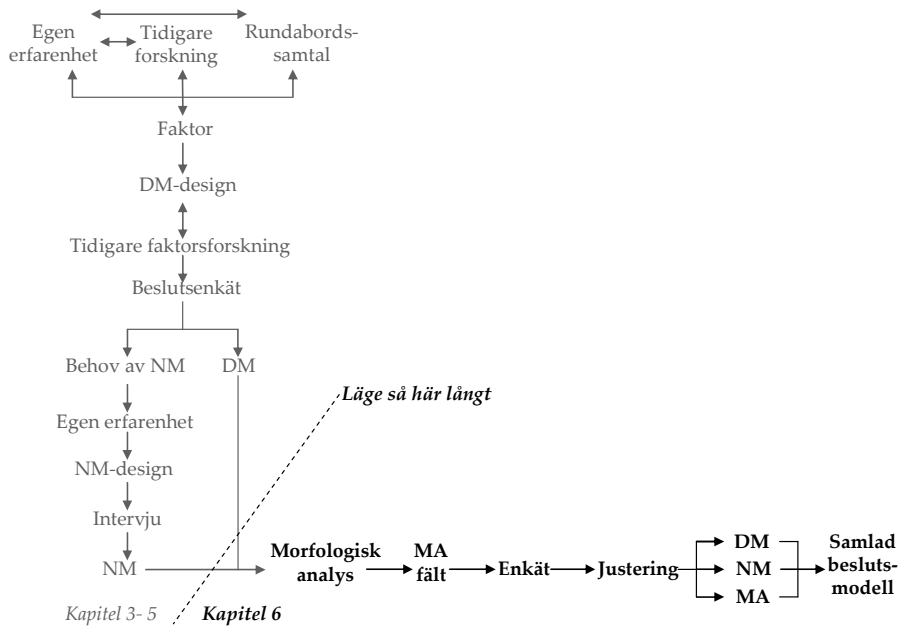 Egen
erfarenhet
Tidigare
forskning
Rundabords-
samtal
Faktor
DM-design
Tidigare faktorsforskning
Beslutsenkät
Behov av NM
DM
Läge så här långt
Egen erfarenhet
NM-design
Intervju
NM
Morfologisk
analys
MA
fält
Enkät
Justering
DM
NM
MA
Samlad
besluts-
modell
Kapitel 3- 5
Kapitel 6